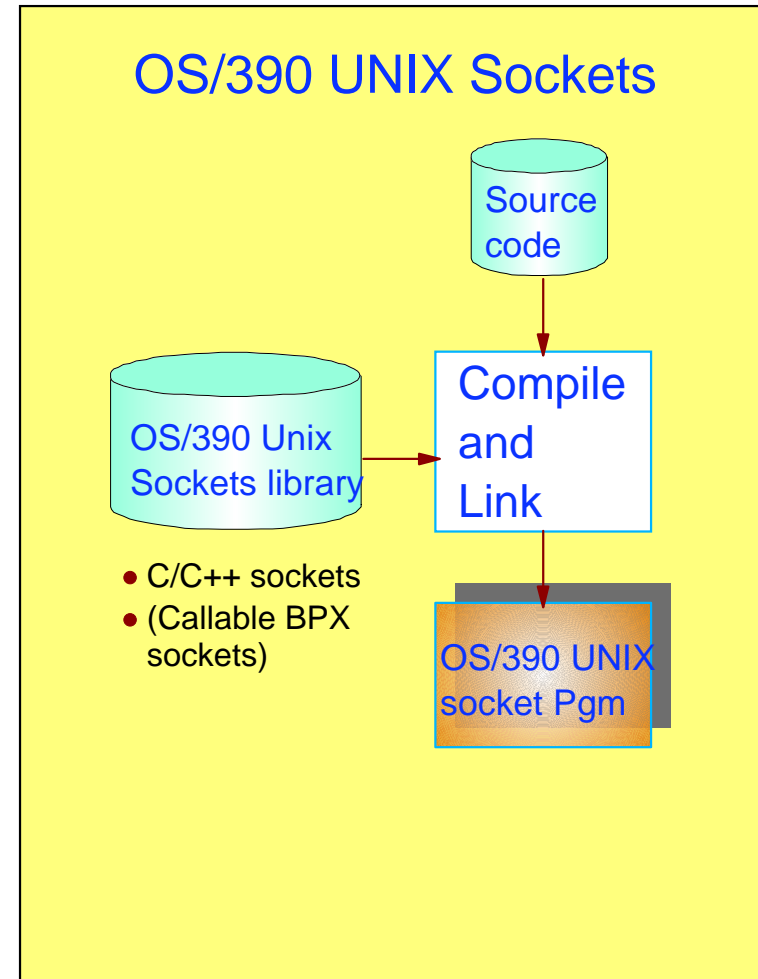 OS/390 UNIX Sockets
Source
code
Compile
and
Link
OS/390 Unix
Sockets library
• C/C++ sockets
• (Callable BPX
sockets)
OS/390 UNIX
socket Pgm